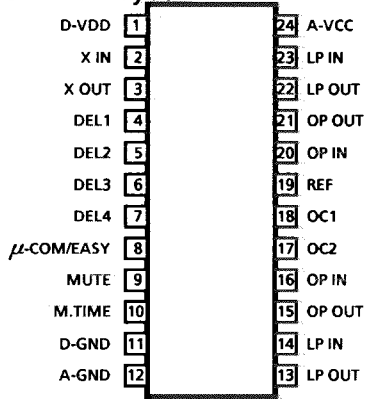 D-VDD 1 24 A-VCC
X IN 2 23 LP IN
X OUT 3 22 LP OUT
DEL1 4 21 OP OUT
DEL2 5 20 OP IN
DEL3 6 19 REF
DEL4 7 18 OC1
μ-COM/EASY 8 17 OC2
MUTE 9 16 OP IN
M.TIME 10 15 OP OUT
D-GND 11 14 LP IN
A-GND 12 13 LP OUT